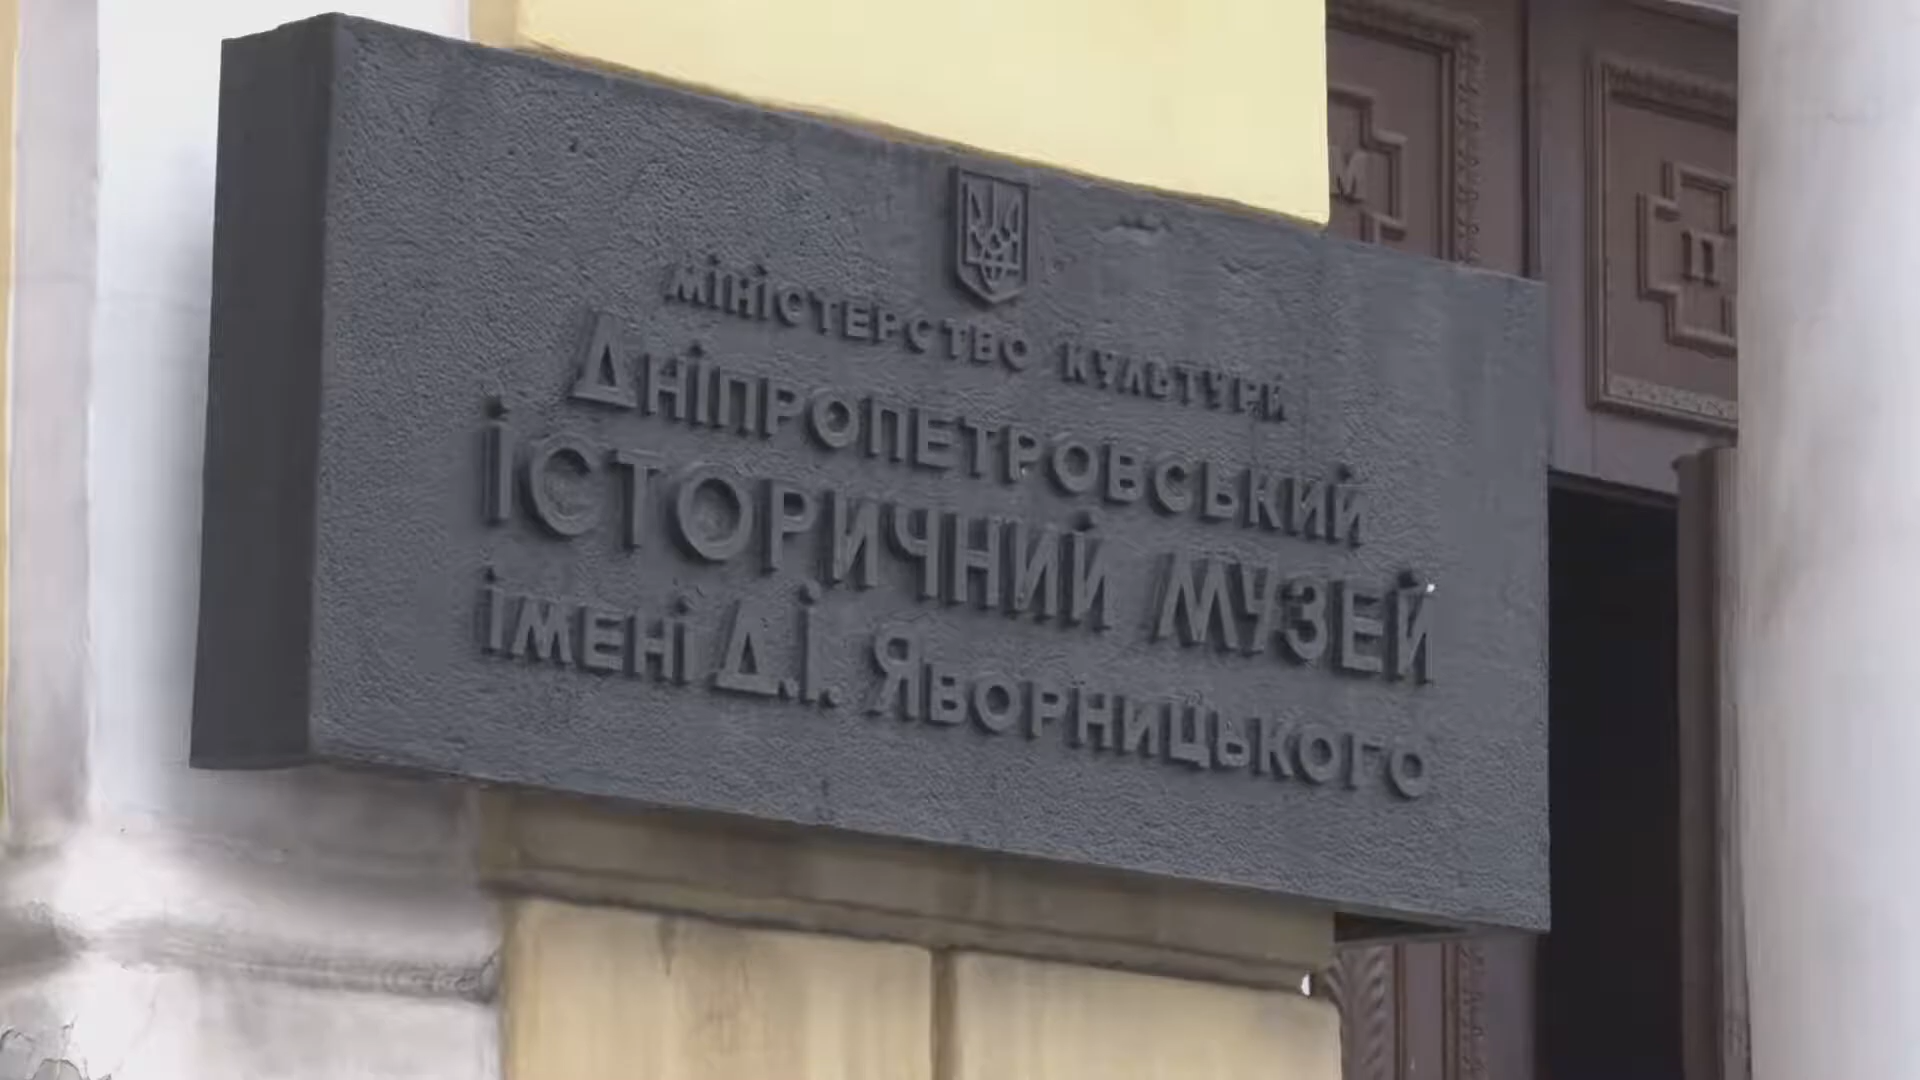 МІНІСТЕРСТВО КУЛЬТУРИ
ДНІПРОПЕТРОВСЬКИЙ
ІСТОРИЧНИЙ МУЗЕЙ
ІМЕНІ Д.І. ЯВОРНИЦЬКОГО
М
П